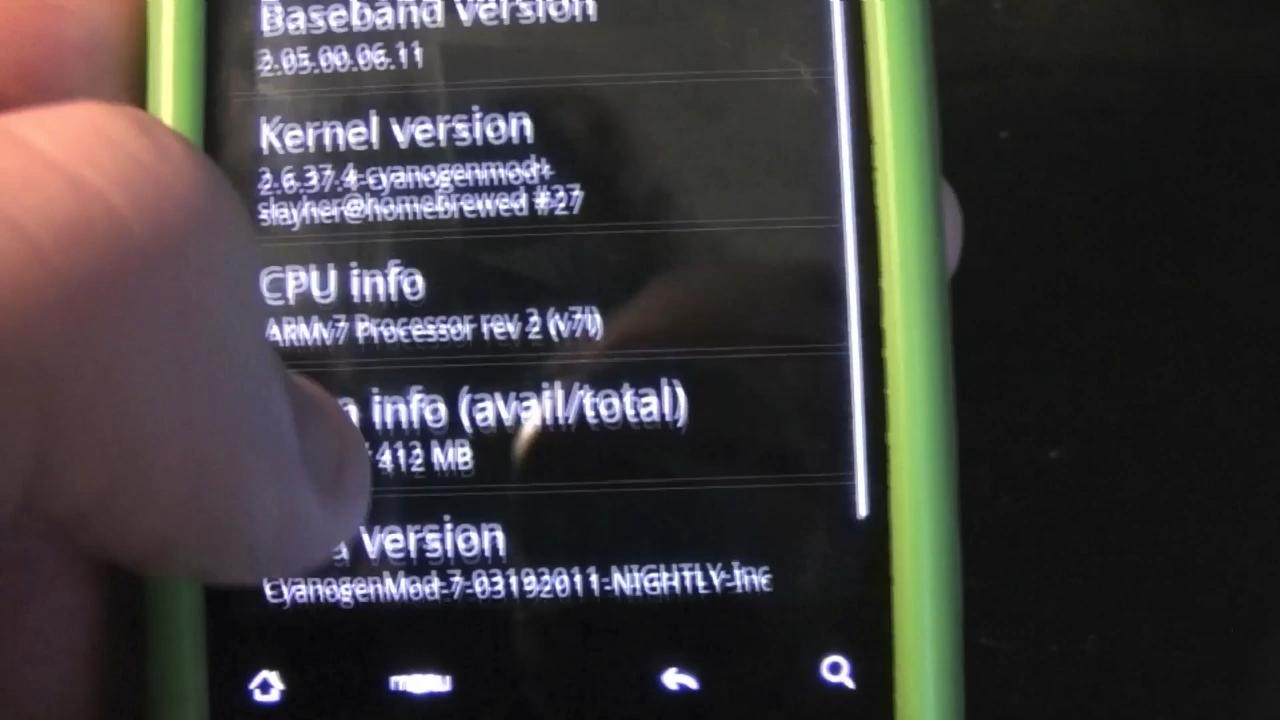 Baseband version
2.05.00.06.11
Kernel version
2.6.37.4-cyanogenmod+
slayher@homebrewed #27
CPU info
ARMv7 Processor rev 2 (v7l)
info (avail/total)
412 MB
version
CyanogenMod-7-03192011-NIGHTLY-Inc
menu